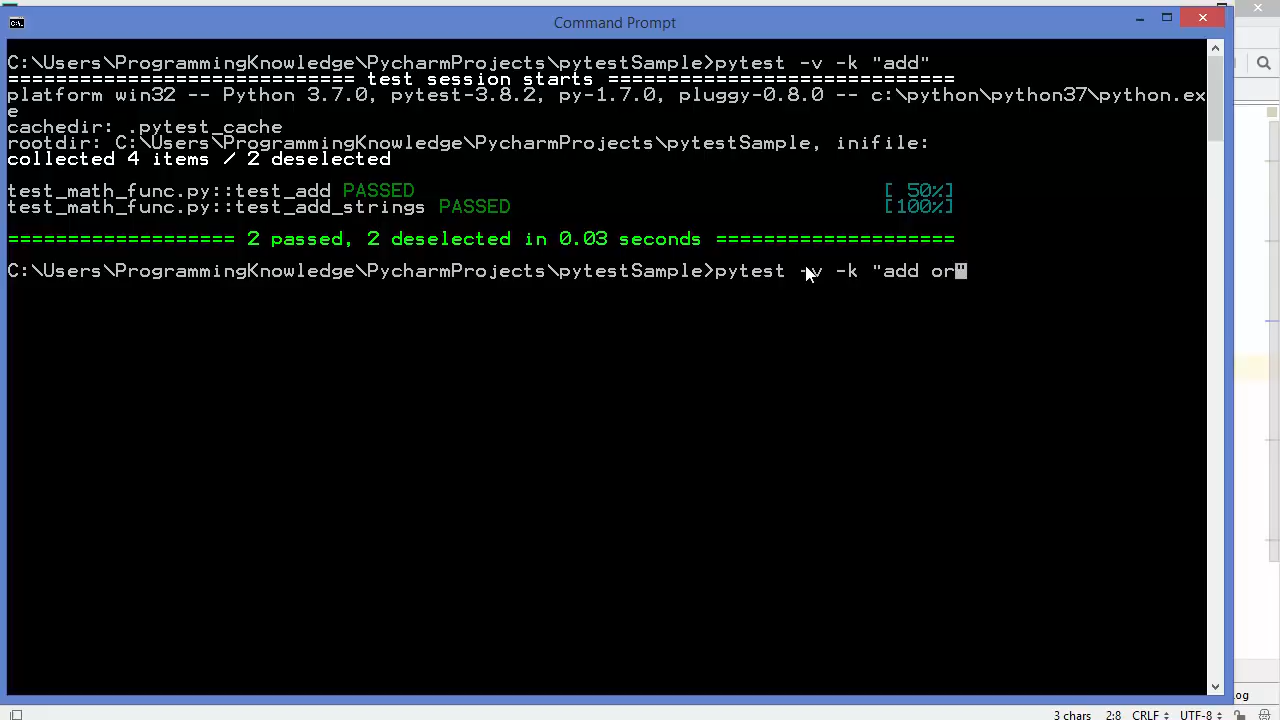 Command Prompt
C:\Users\ProgrammingKnowledge\PycharmProjects\pytestSample>pytest -v -k "add"
============================= test session starts =============================
platform win32 -- Python 3.7.0, pytest-3.8.2, py-1.7.0, pluggy-0.8.0 -- c:\python\python37\python.ex
e
cachedir: .pytest_cache
rootdir: C:\Users\ProgrammingKnowledge\PycharmProjects\pytestSample, inifile:
collected 4 items / 2 deselected
test_math_func.py::test_add PASSED [ 50%]
test_math_func.py::test_add_strings PASSED [100%]
=================== 2 passed, 2 deselected in 0.03 seconds ====================
C:\Users\ProgrammingKnowledge\PycharmProjects\pytestSample>pytest -v -k "add or"
og
3 chars 2:8 CRLF UTF-8